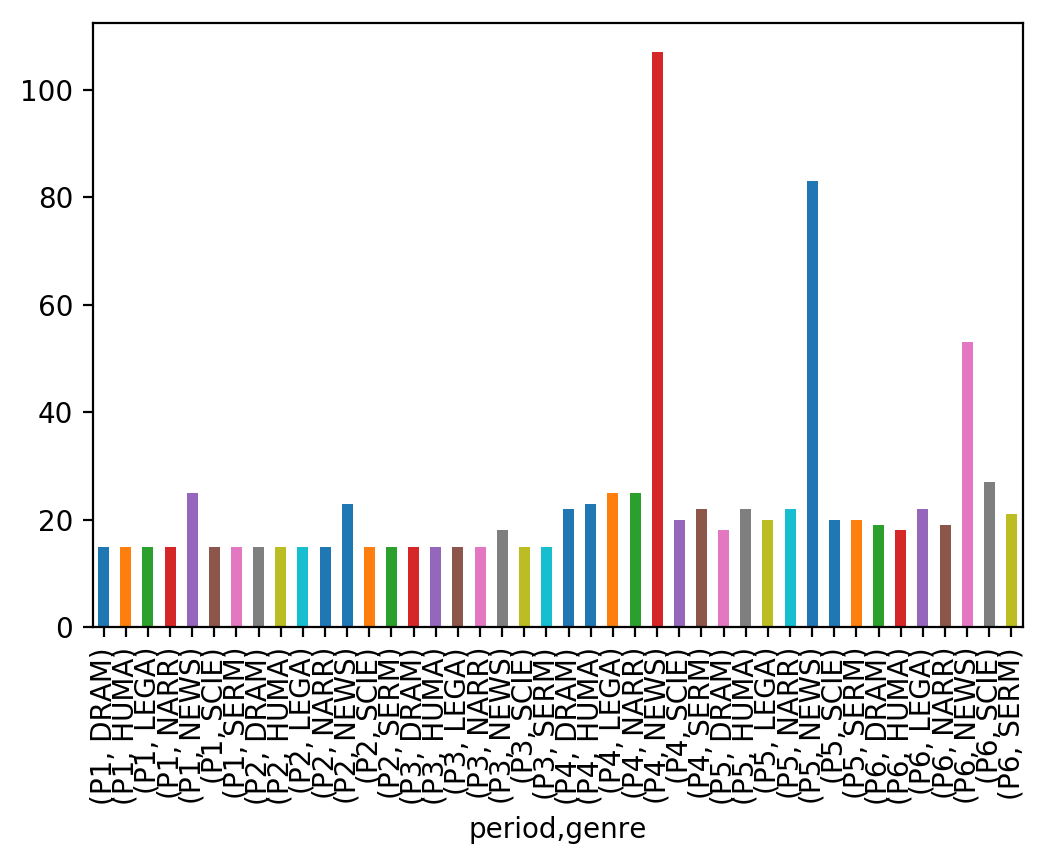 100
80
60
40
20
0
(P1, DRAM)
(P1, HUMA)
(P1, LEGA)
(P1, NARR)
(P1, NEWS)
(P1, SCIE)
(P1, SERM)
(P2, DRAM)
(P2, HUMA)
(P2, LEGA)
(P2, NARR)
(P2, NEWS)
(P2, SCIE)
(P2, SERM)
(P3, DRAM)
(P3, HUMA)
(P3, LEGA)
(P3, NARR)
(P3, NEWS)
(P3, SCIE)
(P3, SERM)
(P4, DRAM)
(P4, HUMA)
(P4, LEGA)
(P4, NARR)
(P4, NEWS)
(P4, SCIE)
(P4, SERM)
(P5, DRAM)
(P5, HUMA)
(P5, LEGA)
(P5, NARR)
(P5, NEWS)
(P5, SCIE)
(P5, SERM)
(P6, DRAM)
(P6, HUMA)
(P6, LEGA)
(P6, NARR)
(P6, NEWS)
(P6, SCIE)
(P6, SERM)
period,genre